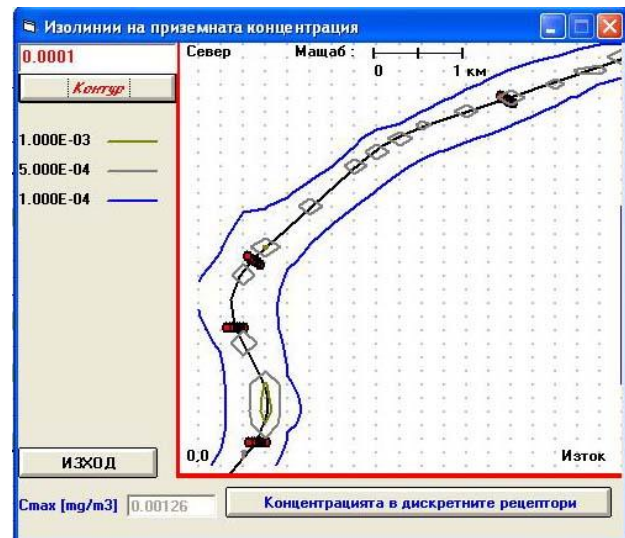 Изолинии на приземната концентрация
0.0001
Север
Мащаб :
0
1 км
Контур
1.000E-03
5.000E-04
1.000E-04
0,0
Изток
ИЗХОД
Cmax [mg/m3]
0.00126
Концентрацията в дискретните рецептори